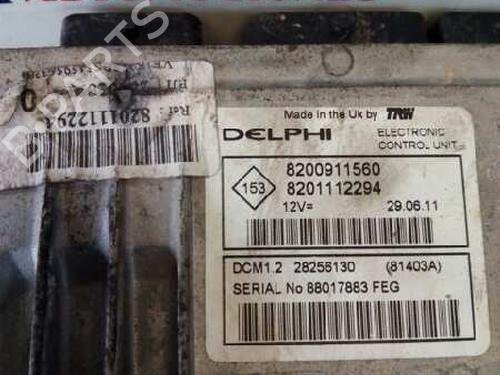 Made in the Uk by TRW
DELPHI ELECTRONIC
CONTROL UNIT
8200911560
153
8201112294
12V= 29.06.11
DCM1.2 28256130 (81403A)
SERIAL No 88017883 FEG
Ref :
B-PARTS